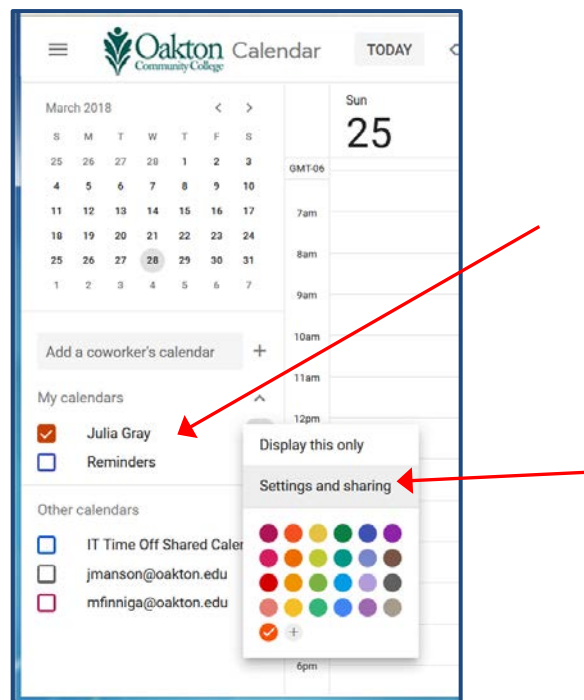 Oakton Community College Calendar TODAY
March 2018 < >
S M T W T F S
25 26 27 28 1 2 3
4 5 6 7 8 9 10
11 12 13 14 15 16 17
18 19 20 21 22 23 24
25 26 27 28 29 30 31
1 2 3 4 5 6 7
Add a coworker's calendar +
My calendars
Julia Gray
Reminders
Other calendars
IT Time Off Shared Caler
jmanson@oakton.edu
mfinniga@oakton.edu
Sun
25
GMT-06
7am
8am
9am
10am
11am
12pm
Display this only
Settings and sharing
+
6pm